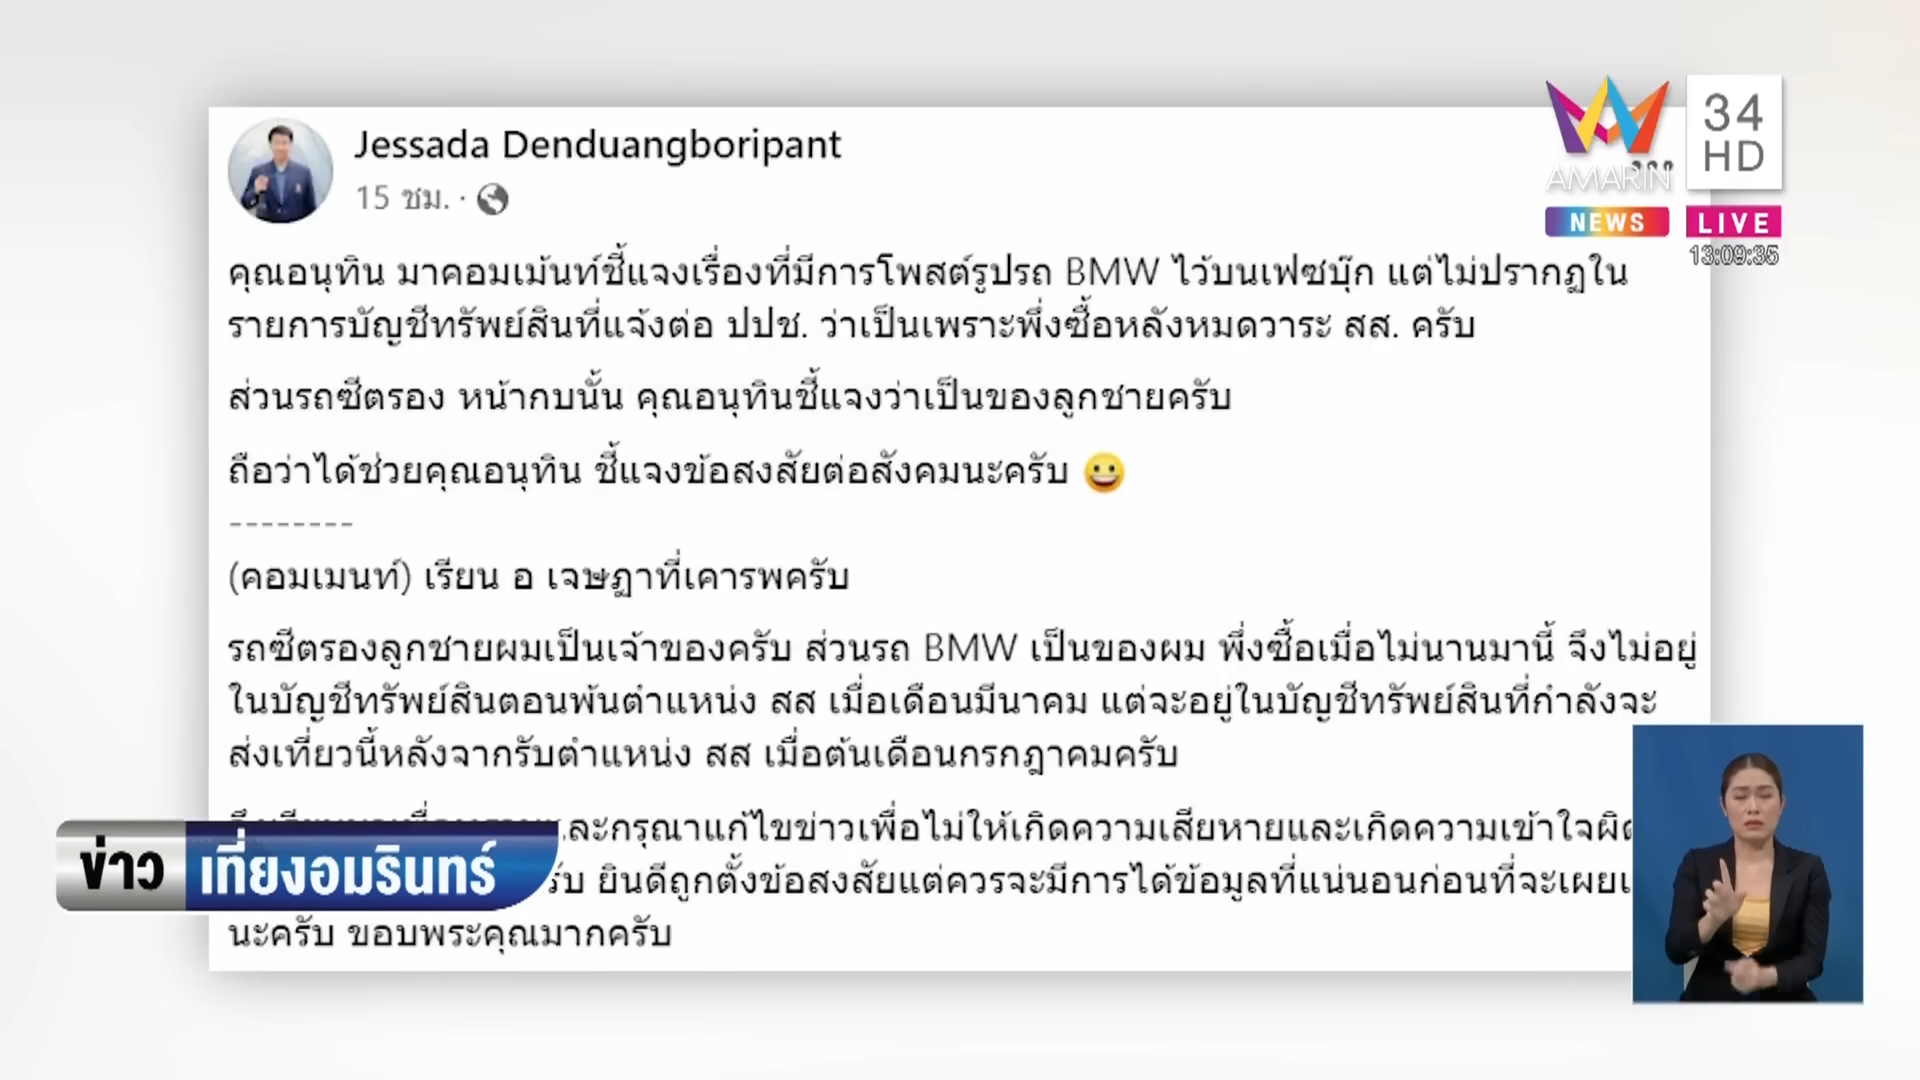 Jessada Denduangboripant
15 ชม. ·
คุณอนุทิน มาคอมเม้นท์ชี้แจงเรื่องที่มีการโพสต์รูปรถ BMW ไว้บนเฟซบุ๊ก แต่ไม่ปรากฏใน
รายการบัญชีทรัพย์สินที่แจ้งต่อ ปปช. ว่าเป็นเพราะพึ่งซื้อหลังหมดวาระ สส. ครับ
ส่วนรถซีตรอง หน้ากบนั้น คุณอนุทินชี้แจงว่าเป็นของลูกชายครับ
ถือว่าได้ช่วยคุณอนุทิน ชี้แจงข้อสงสัยต่อสังคมนะครับ 😀
--------
(คอมเมนท์) เรียน อ เจษฎาที่เคารพครับ
รถซีตรองลูกชายผมเป็นเจ้าของครับ ส่วนรถ BMW เป็นของผม พึ่งซื้อเมื่อไม่นานมานี้ จึงไม่อยู่
ในบัญชีทรัพย์สินตอนพ้นตำแหน่ง สส เมื่อเดือนมีนาคม แต่จะอยู่ในบัญชีทรัพย์สินที่กำลังจะ
ส่งเที่ยวนี้หลังจากรับตำแหน่ง สส เมื่อต้นเดือนกรกฎาคมครับ
ละกรุณาแก้ไขข่าวเพื่อไม่ให้เกิดความเสียหายและเกิดความเข้าใจผิด
ยินดีถูกตั้งข้อสงสัยแต่ควรจะมีการได้ข้อมูลที่แน่นอนก่อนที่จะ
นะครับ ขอบพระคุณมากครับ
AMARIN
NEWS
34
HD
LIVE
13:09:35
ข่าว เที่ยงอมรินทร์